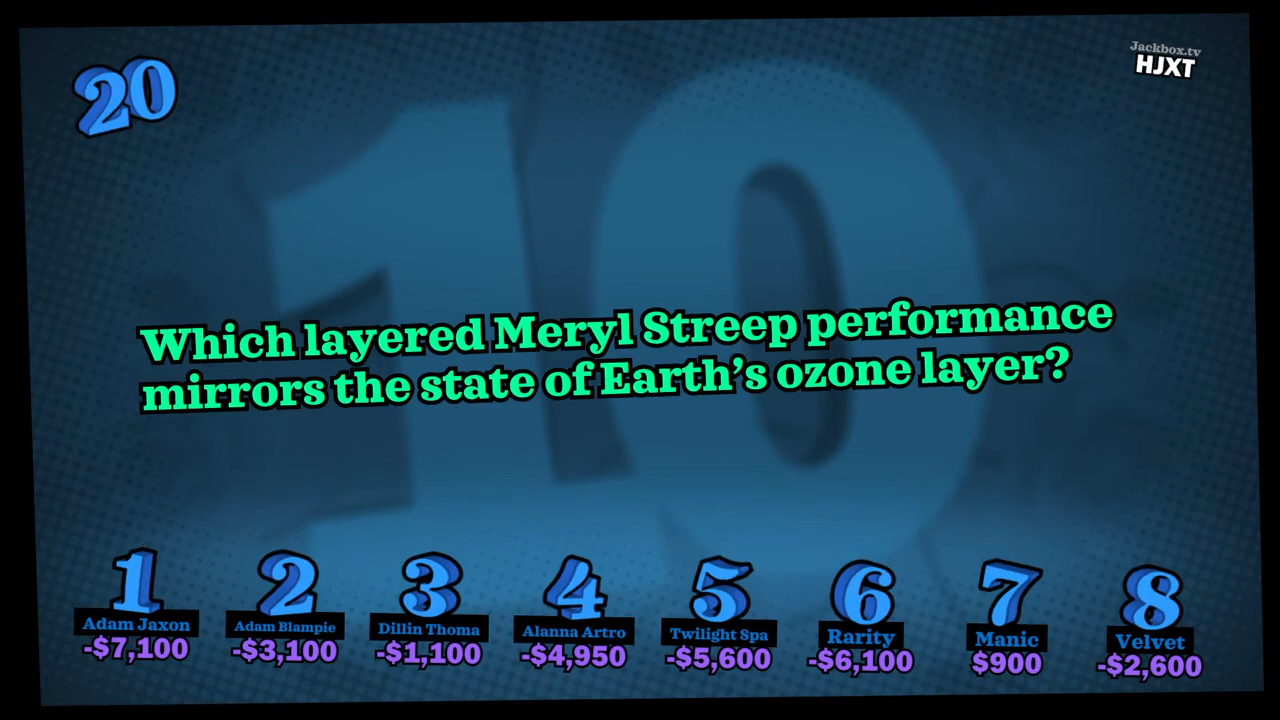 20
Jackbox.tv
HJXT
10
Which layered Meryl Streep performance
mirrors the state of Earth's ozone layer?
1 2 3 4 5 6 7 8
Adam Jaxon Adam Blampie Dillin Thoma Alanna Artro Twilight Spa Rarity Manic Velvet
-$7,100 -$3,100 -$1,100 -$4,950 -$5,600 -$6,100 $900 -$2,600